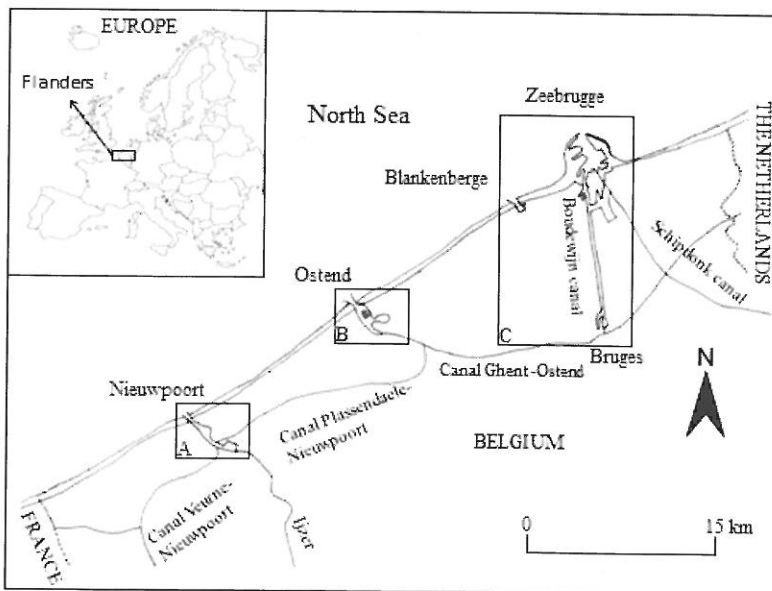 EUROPE
Flanders
North Sea
Zeebrugge
THE NETHERLANDS
Blankenberge
Boudewijn canal
Schipdonk canal
Ostend
B
C
Bruges
Canal Ghent-Ostend
N
Nieuwpoort
A
Canal Plassendaele-
Nieuwpoort
BELGIUM
Canal Veurne-
Nieuwpoort
Ijzer
FRANCE
0
15 km